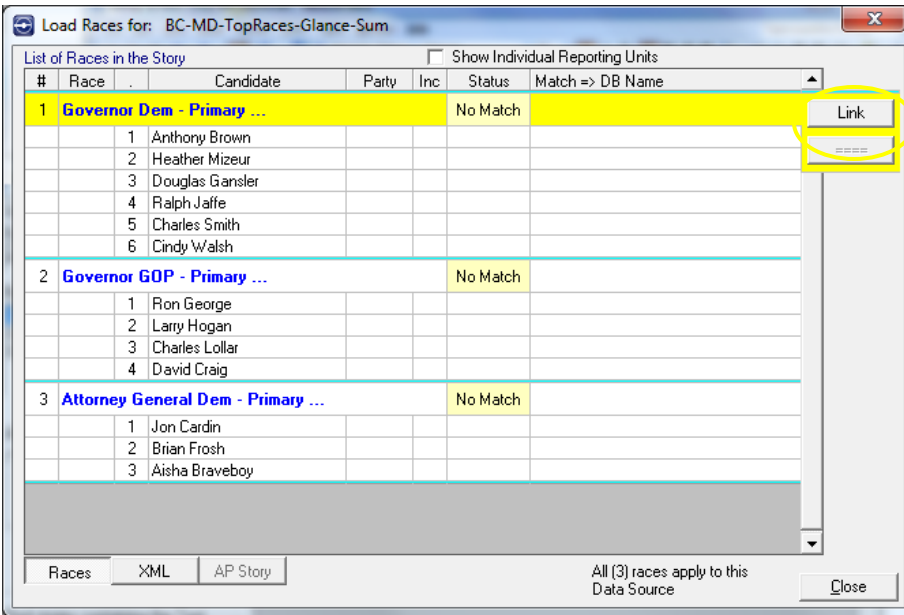 Load Races for: BC-MD-TopRaces-Glance-Sum
x
List of Races in the Story Show Individual Reporting Units
# Race . Candidate Party Inc Status Match => DB Name
1 Governor Dem - Primary ... No Match
Link
1 Anthony Brown
====
2 Heather Mizeur
3 Douglas Gansler
4 Ralph Jaffe
5 Charles Smith
6 Cindy Walsh
2 Governor GOP - Primary ... No Match
1 Ron George
2 Larry Hogan
3 Charles Lollar
4 David Craig
3 Attorney General Dem - Primary ... No Match
1 Jon Cardin
2 Brian Frosh
3 Aisha Braveboy
Races XML AP Story
All (3) races apply to this
Data Source
Close